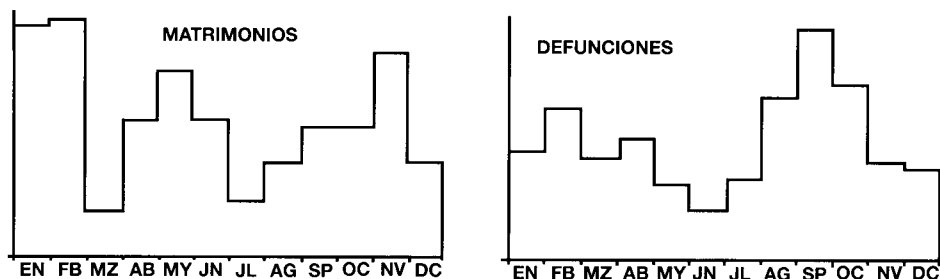 MATRIMONIOS
EN FB MZ AB MY JN JL AG SP OC NV DC
DEFUNCIONES
EN FB MZ AB MY JN JL AG SP OC NV DC